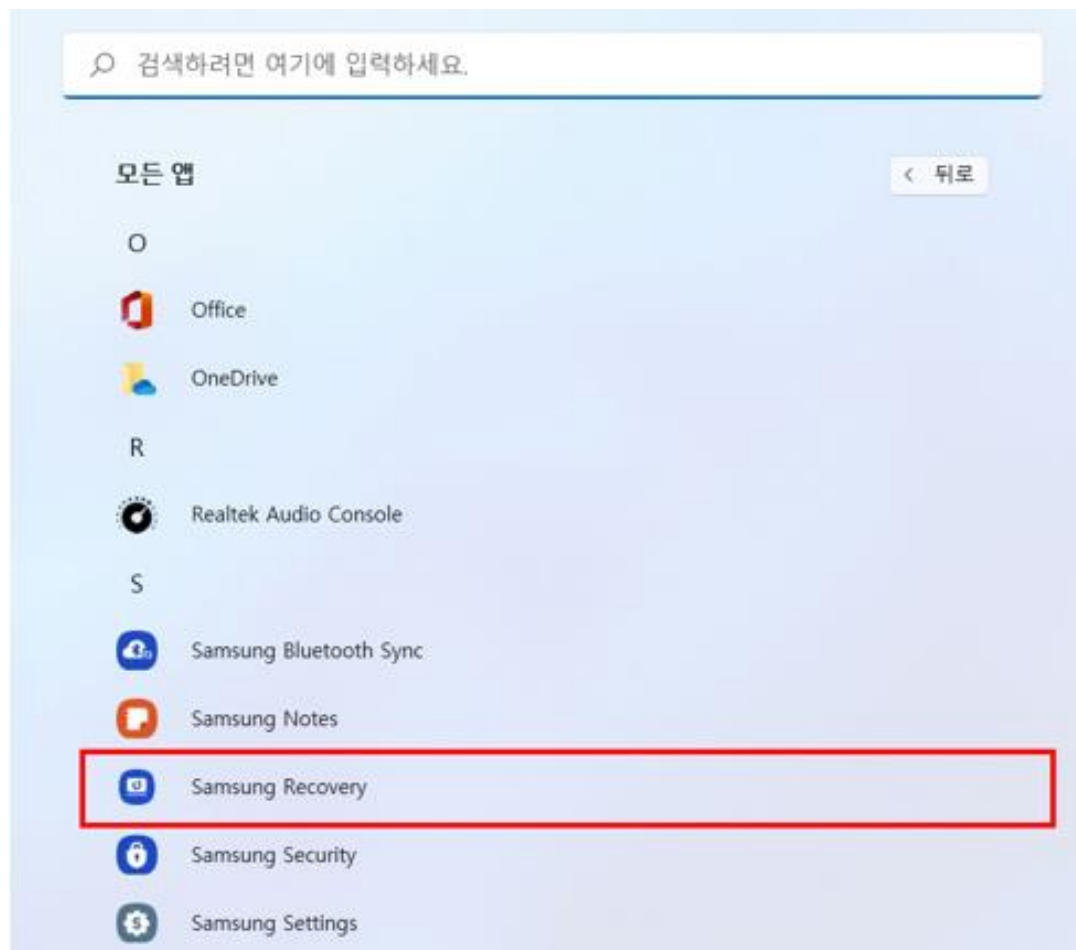 검색하려면 여기에 입력하세요.
모든 앱
< 뒤로
O
Office
OneDrive
R
Realtek Audio Console
S
Samsung Bluetooth Sync
Samsung Notes
Samsung Recovery
Samsung Security
Samsung Settings